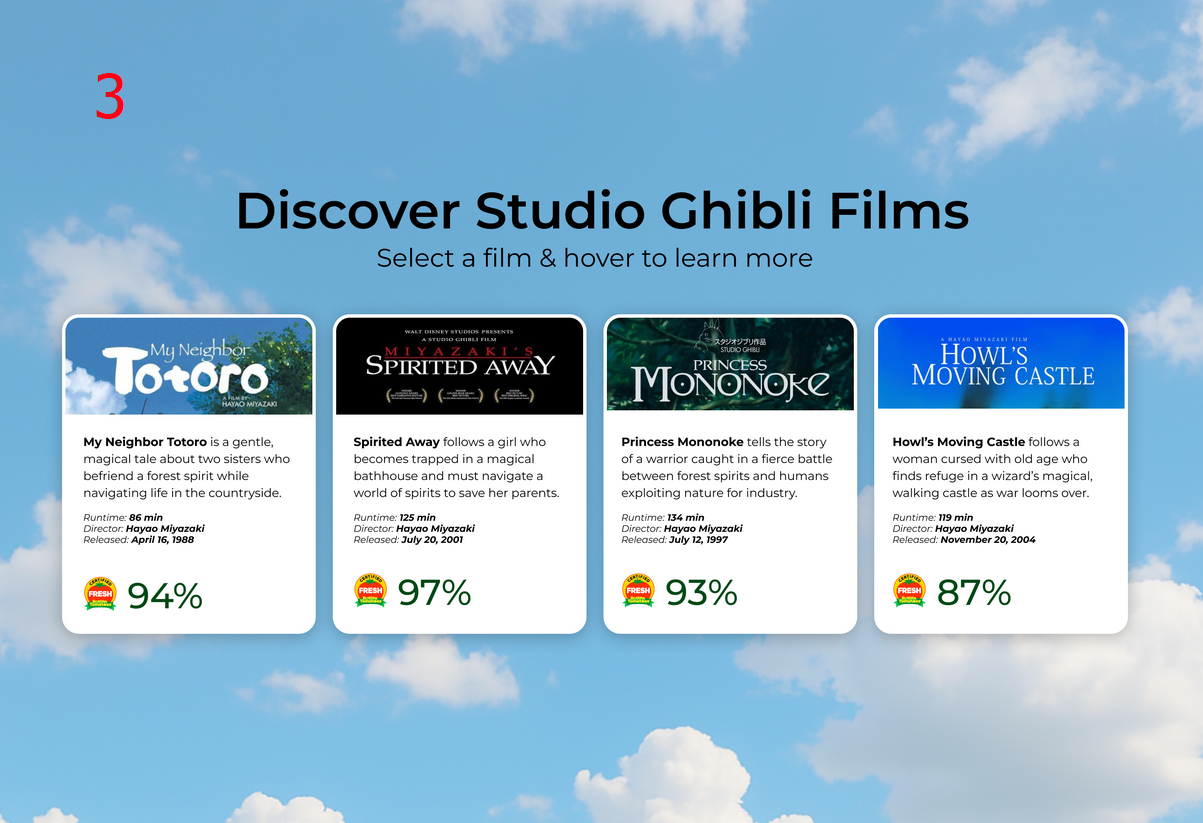 3
Discover Studio Ghibli Films
Select a film & hover to learn more
My Neighbor
Totoro
A FILM BY
HAYAO MIYAZAKI
My Neighbor Totoro is a gentle,
magical tale about two sisters who
befriend a forest spirit while
navigating life in the countryside.
Runtime: 86 min
Director: Hayao Miyazaki
Released: April 16, 1988
CERTIFIED
FRESH
Rotten
Tomatoes
94%
WALT DISNEY STUDIOS PRESENTS
A STUDIO GHIBLI FILM
MIYAZAKI'S
SPIRITED AWAY
Spirited Away follows a girl who
becomes trapped in a magical
bathhouse and must navigate a
world of spirits to save her parents.
Runtime: 125 min
Director: Hayao Miyazaki
Released: July 20, 2001
CERTIFIED
FRESH
Rotten
Tomatoes
97%
スタジオジブリ作品
STUDIO GHIBLI
PRINCESS
MONONOKE
Princess Mononoke tells the story
of a warrior caught in a fierce battle
between forest spirits and humans
exploiting nature for industry.
Runtime: 134 min
Director: Hayao Miyazaki
Released: July 12, 1997
CERTIFIED
FRESH
Rotten
Tomatoes
93%
A HAYAO MIYAZAKI FILM
HOWL'S
MOVING CASTLE
Howl's Moving Castle follows a
woman cursed with old age who
finds refuge in a wizard's magical,
walking castle as war looms over.
Runtime: 119 min
Director: Hayao Miyazaki
Released: November 20, 2004
CERTIFIED
FRESH
Rotten
Tomatoes
87%